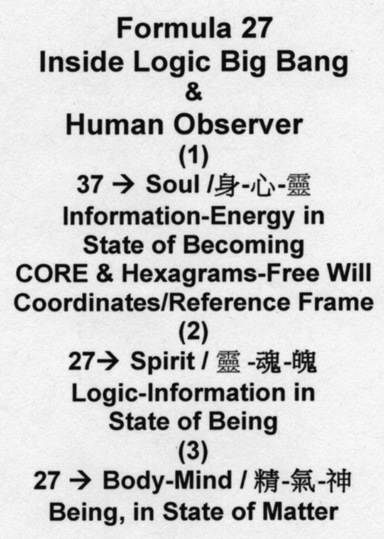 Formula 27
Inside Logic Big Bang
&
Human Observer
(1)
37 → Soul /身-心-靈
Information-Energy in
State of Becoming
CORE & Hexagrams-Free Will
Coordinates/Reference Frame
(2)
27→ Spirit / 靈 -魂-魄
Logic-Information in
State of Being
(3)
27 → Body-Mind / 精-氣-神
Being, in State of Matter